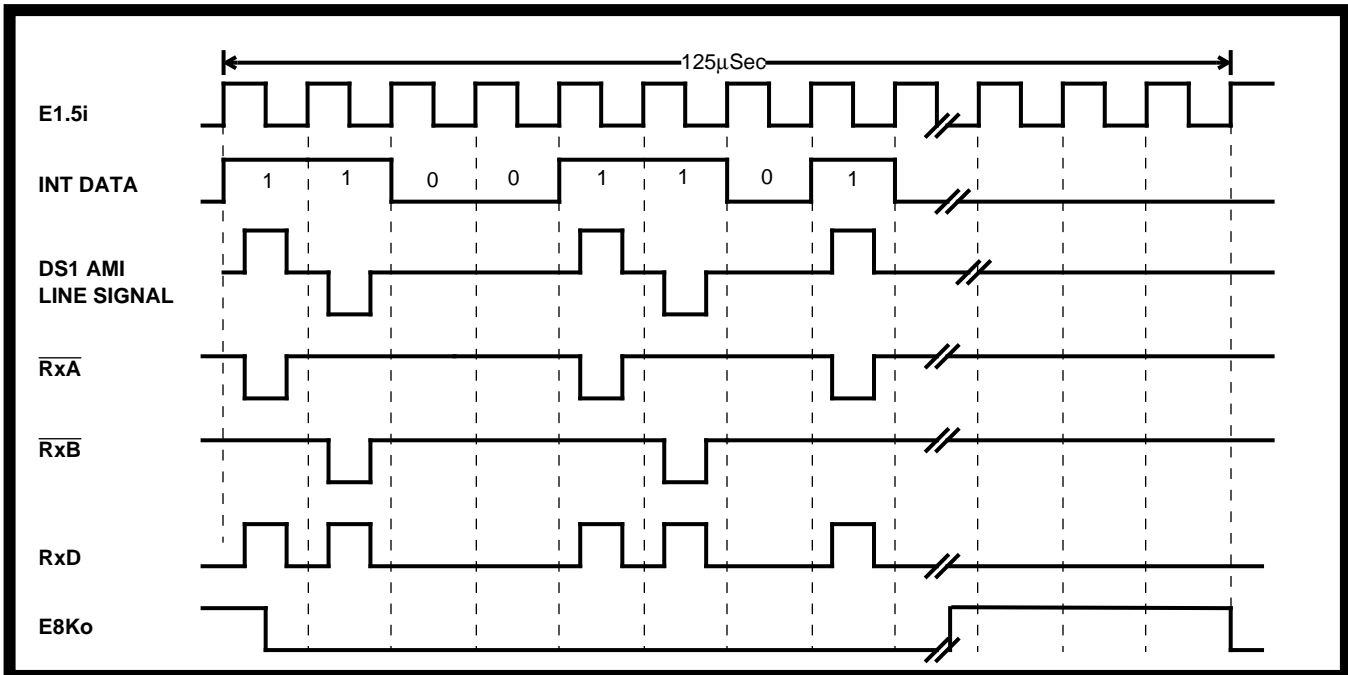 125µSec
E1.5i
INT DATA
1 1 0 0 1 1 0 1
DS1 AMI
LINE SIGNAL
RxA
RxB
RxD
E8Ko